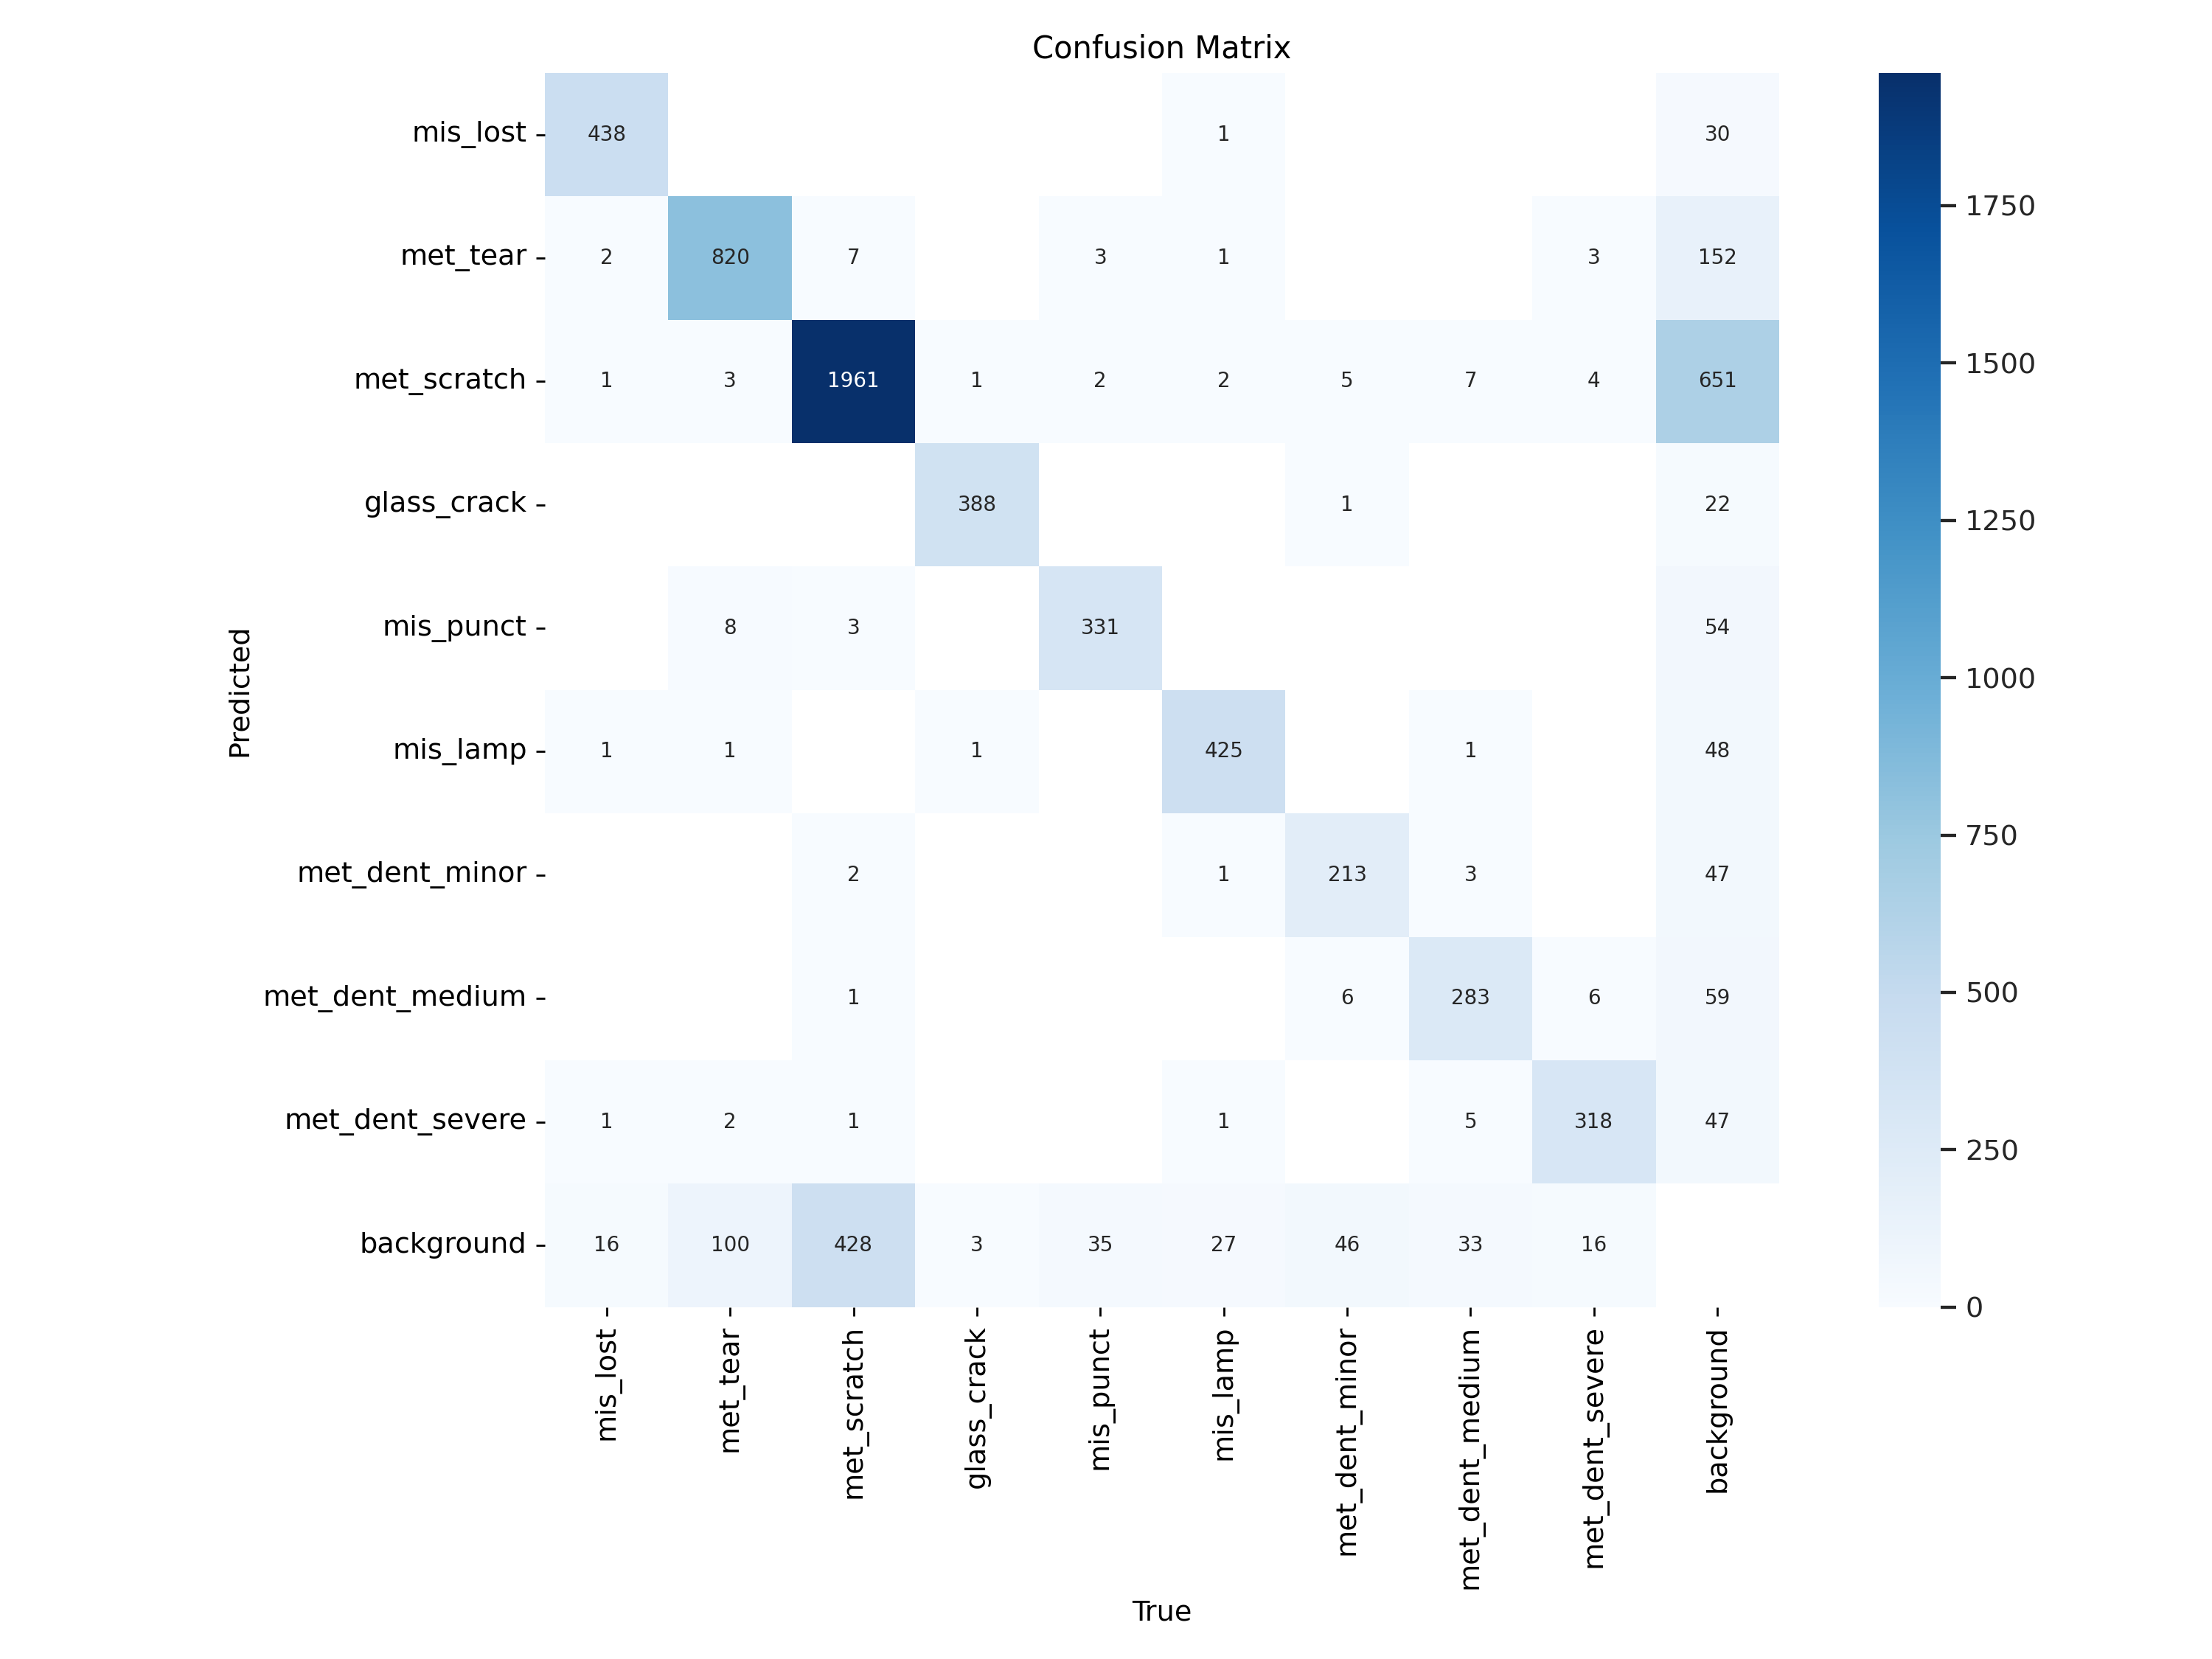 Confusion Matrix
mis_lost 438 1 30
met_tear 2 820 7 3 1 3 152
met_scratch 1 3 1961 1 2 2 5 7 4 651
glass_crack 388 1 22
mis_punct 8 3 331 54
mis_lamp 1 1 1 425 1 48
met_dent_minor 2 1 213 3 47
met_dent_medium 1 6 283 6 59
met_dent_severe 1 2 1 1 5 318 47
background 16 100 428 3 35 27 46 33 16
Predicted
mis_lost met_tear met_scratch glass_crack mis_punct mis_lamp met_dent_minor met_dent_medium met_dent_severe background
True
1750
1500
1250
1000
750
500
250
0